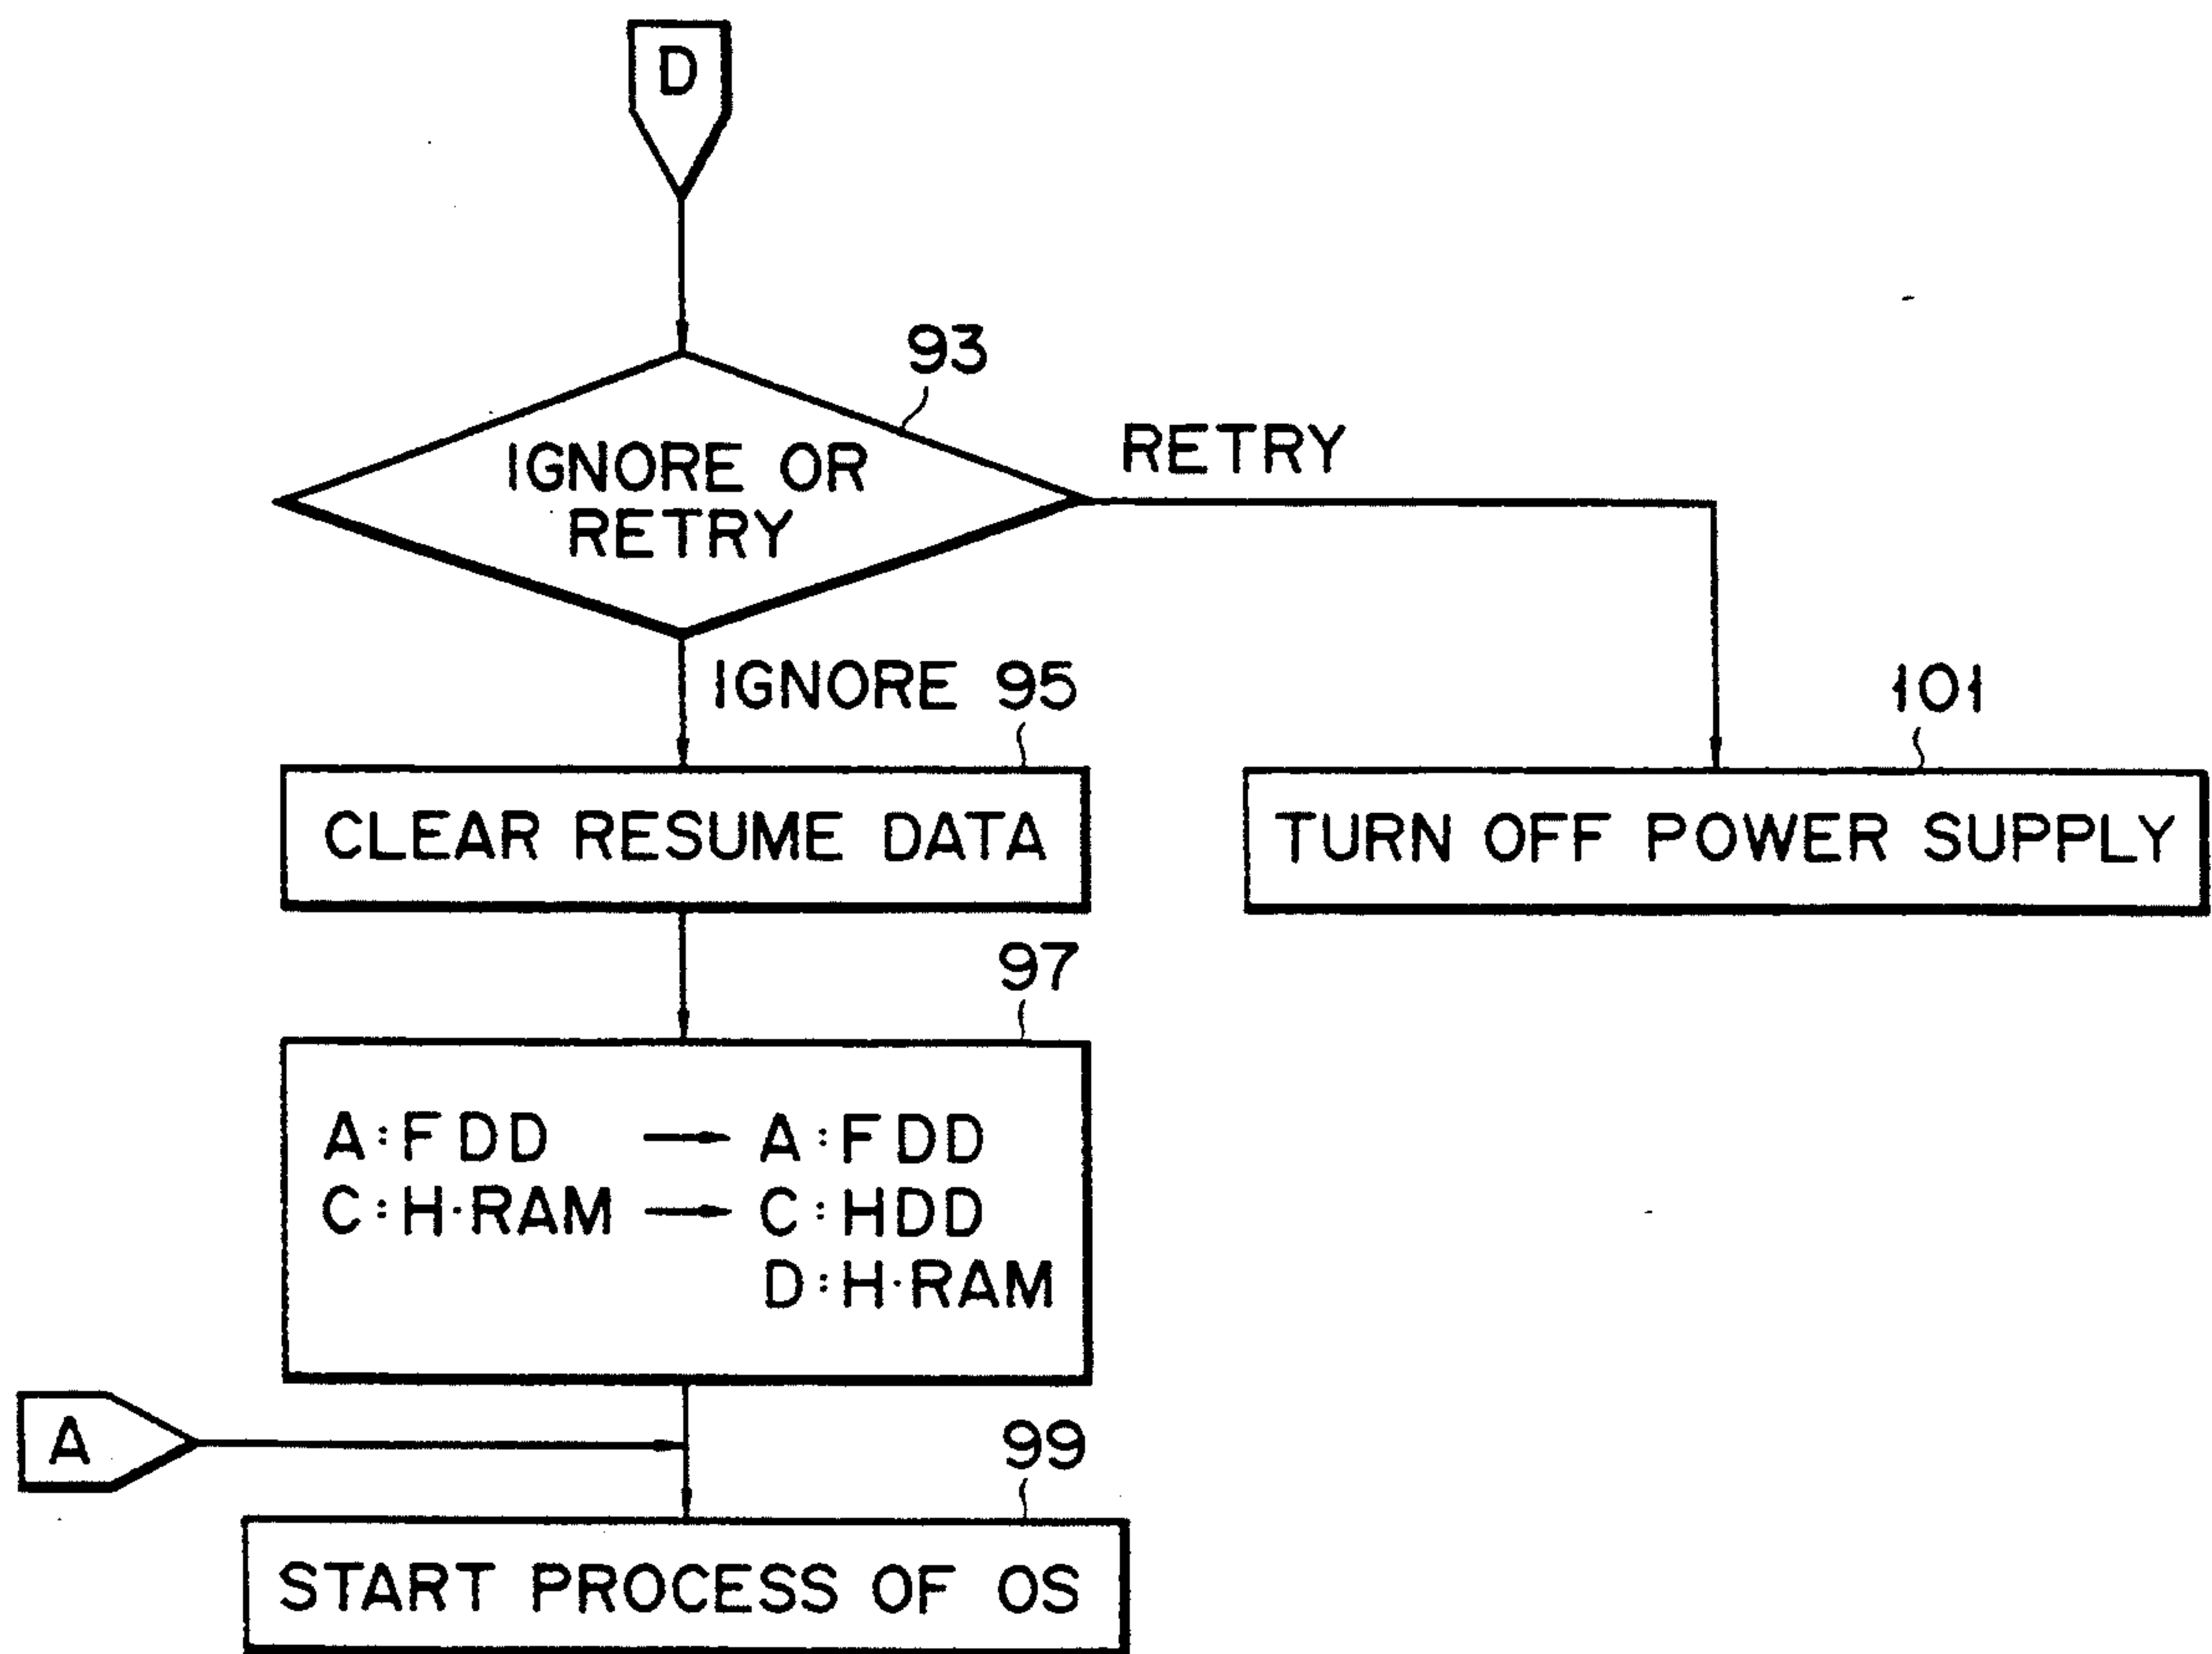 D
93
IGNORE OR
RETRY
RETRY
IGNORE 95
101
CLEAR RESUME DATA
TURN OFF POWER SUPPLY
97
A:FDD → A:FDD
C:H·RAM → C:HDD
D:H·RAM
A
99
START PROCESS OF OS